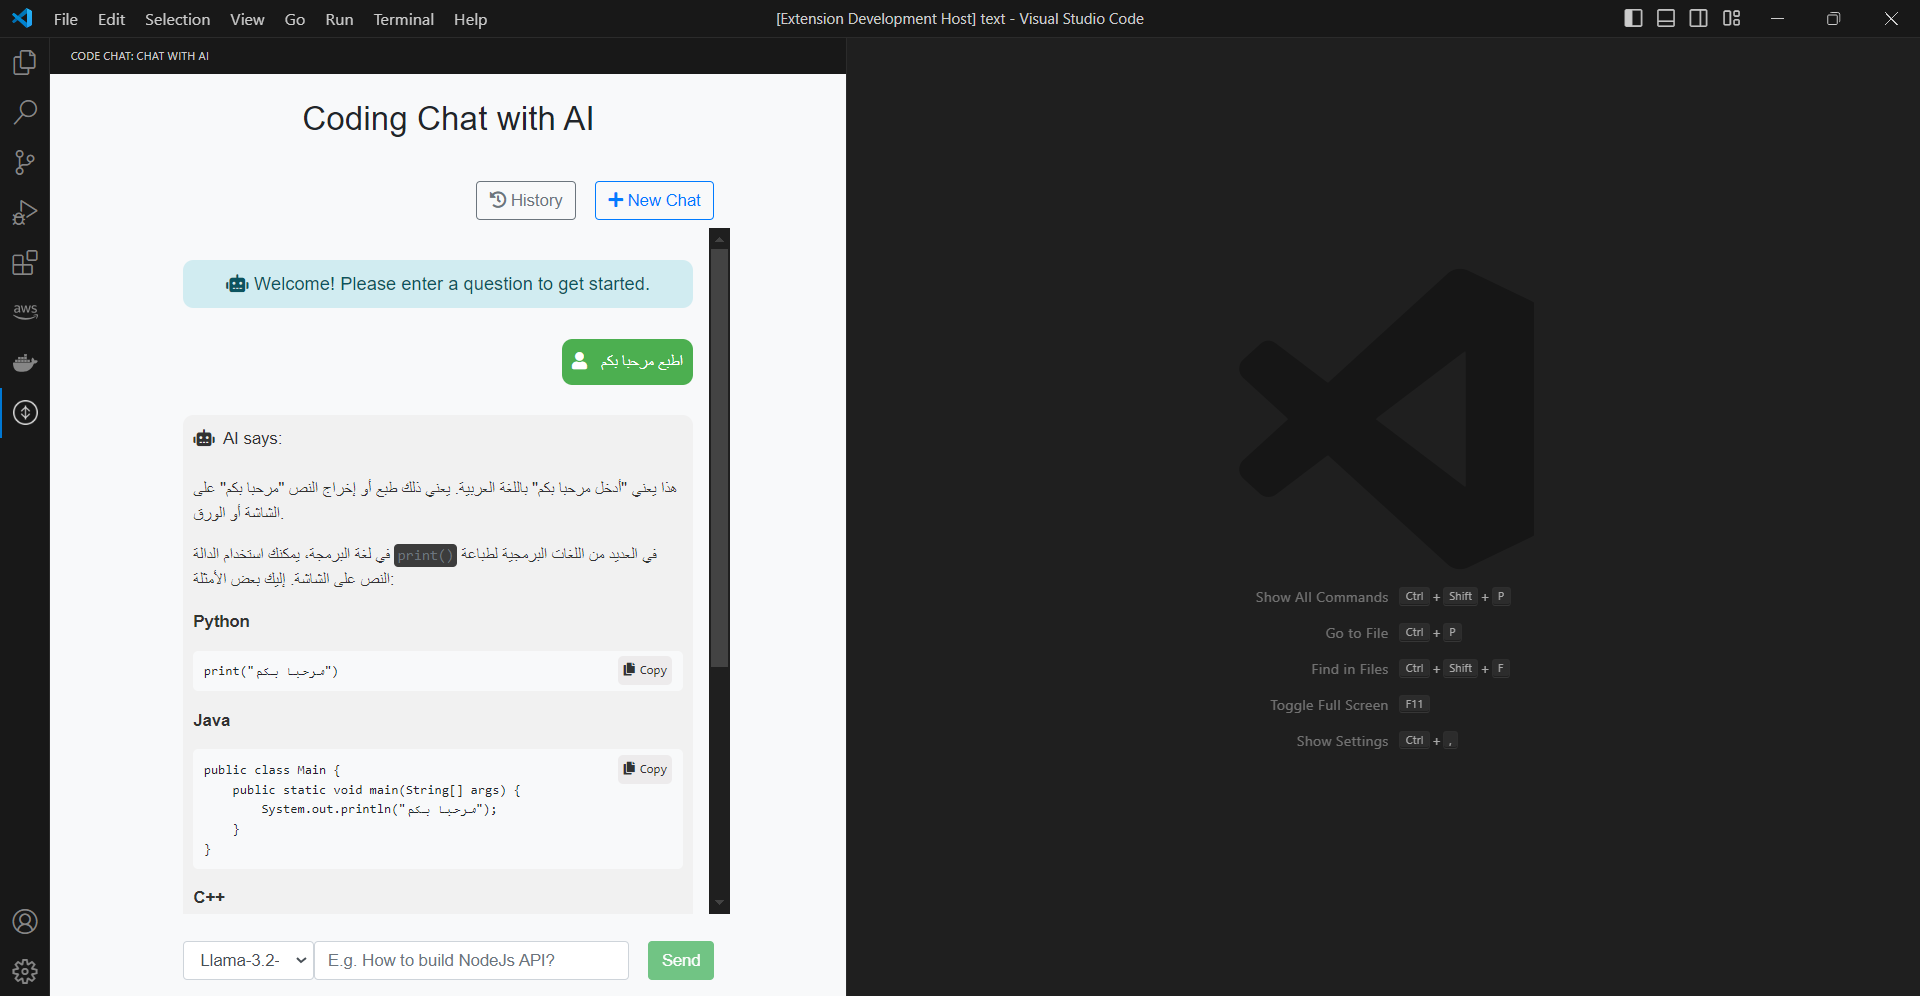 File Edit Selection View Go Run Terminal Help
[Extension Development Host] text - Visual Studio Code
CODE CHAT: CHAT WITH AI
Coding Chat with AI
History
New Chat
Welcome! Please enter a question to get started.
اطبع مرحبا بكم
aws
AI says:
هذا يعني "أدخل مرحبا بكم" باللغة العربية. يعني ذلك طبع أو إخراج النص "مرحبا بكم" على
الشاشة أو الورق.
في لغة البرمجة، يمكنك استخدام الدالة print() في العديد من اللغات البرمجية لطباعة
النص على الشاشة. إليك بعض الأمثلة:
Python
print("مرحبا بكم")
Copy
Java
public class Main {
Copy
public static void main(String[] args) {
System.out.println("مرحبا بكم");
}
}
C++
Llama-3.2-
E.g. How to build NodeJs API?
Send
Show All Commands Ctrl + Shift + P
Go to File Ctrl + P
Find in Files Ctrl + Shift + F
Toggle Full Screen F11
Show Settings Ctrl + ,